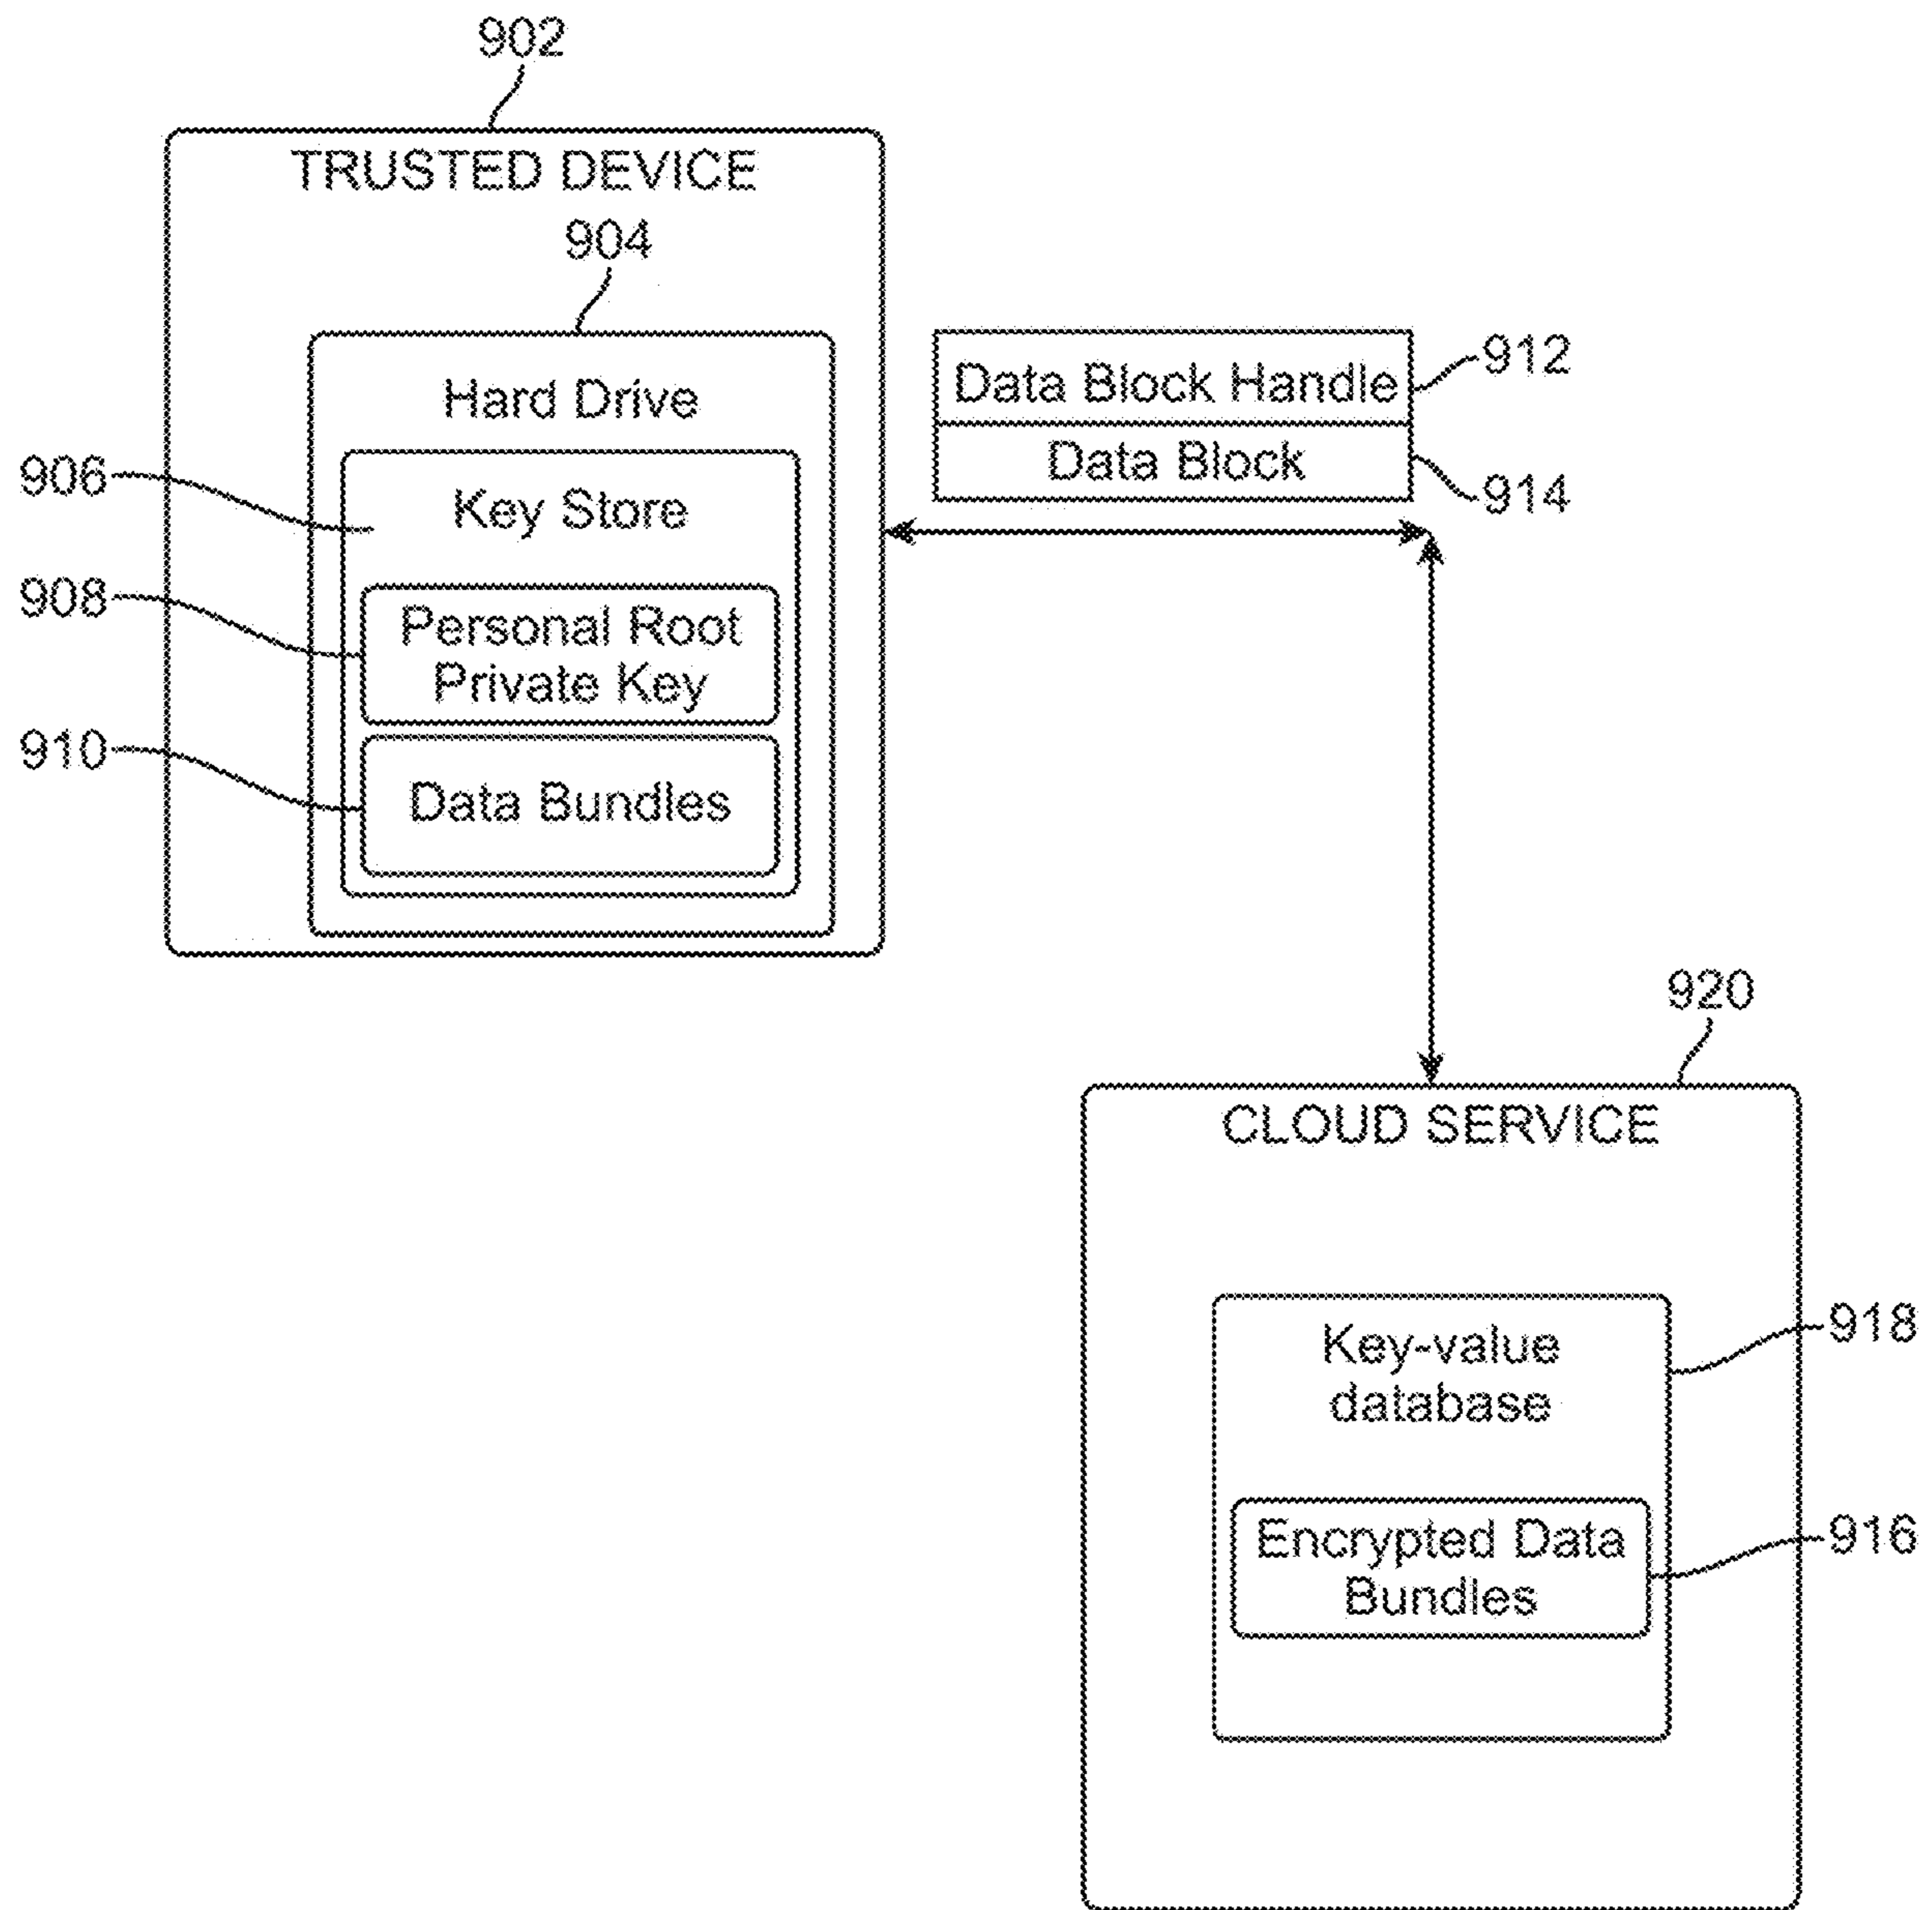 902
TRUSTED DEVICE
904
Hard Drive
906
Key Store
908
Personal Root
Private Key
910
Data Bundles
Data Block Handle
912
Data Block
914
920
CLOUD SERVICE
Key-value
database
918
Encrypted Data
Bundles
916